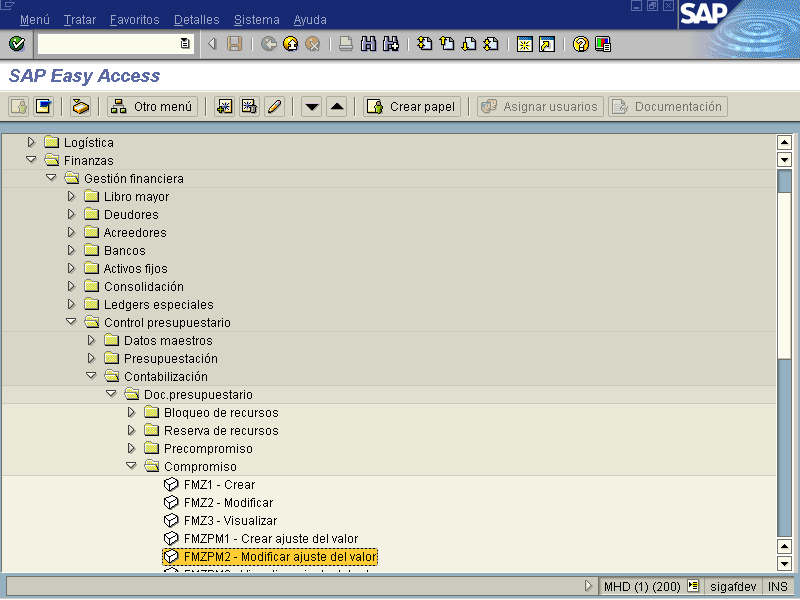 Menú Tratar Favoritos Detalles Sistema Ayuda
SAP
SAP Easy Access
Otro menú Crear papel Asignar usuarios Documentación
Logística
Finanzas
Gestión financiera
Libro mayor
Deudores
Acreedores
Bancos
Activos fijos
Consolidación
Ledgers especiales
Control presupuestario
Datos maestros
Presupuestación
Contabilización
Doc.presupuestario
Bloqueo de recursos
Reserva de recursos
Precompromiso
Compromiso
FMZ1 - Crear
FMZ2 - Modificar
FMZ3 - Visualizar
FMZPM1 - Crear ajuste del valor
FMZPM2 - Modificar ajuste del valor
MHD (1) (200) sigafdev INS